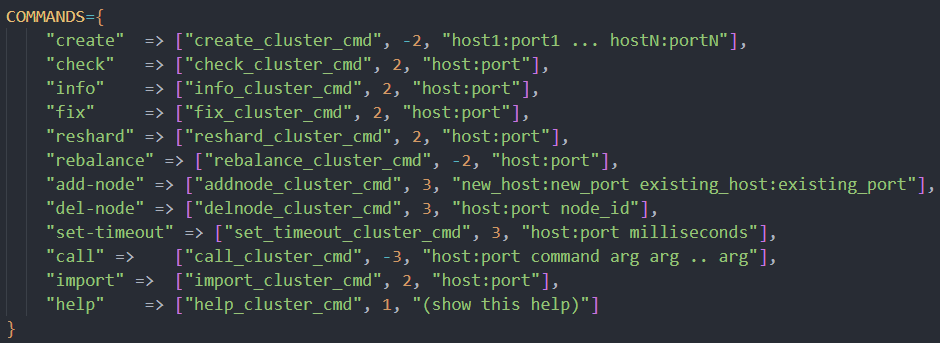 COMMANDS={
    "create"  => ["create_cluster_cmd", -2, "host1:port1 ... hostN:portN"],
    "check"   => ["check_cluster_cmd", 2, "host:port"],
    "info"    => ["info_cluster_cmd", 2, "host:port"],
    "fix"     => ["fix_cluster_cmd", 2, "host:port"],
    "reshard" => ["reshard_cluster_cmd", 2, "host:port"],
    "rebalance" => ["rebalance_cluster_cmd", -2, "host:port"],
    "add-node" => ["addnode_cluster_cmd", 3, "new_host:new_port existing_host:existing_port"],
    "del-node" => ["delnode_cluster_cmd", 3, "host:port node_id"],
    "set-timeout" => ["set_timeout_cluster_cmd", 3, "host:port milliseconds"],
    "call" =>    ["call_cluster_cmd", -3, "host:port command arg arg .. arg"],
    "import" =>  ["import_cluster_cmd", 2, "host:port"],
    "help"    => ["help_cluster_cmd", 1, "(show this help)"]
}